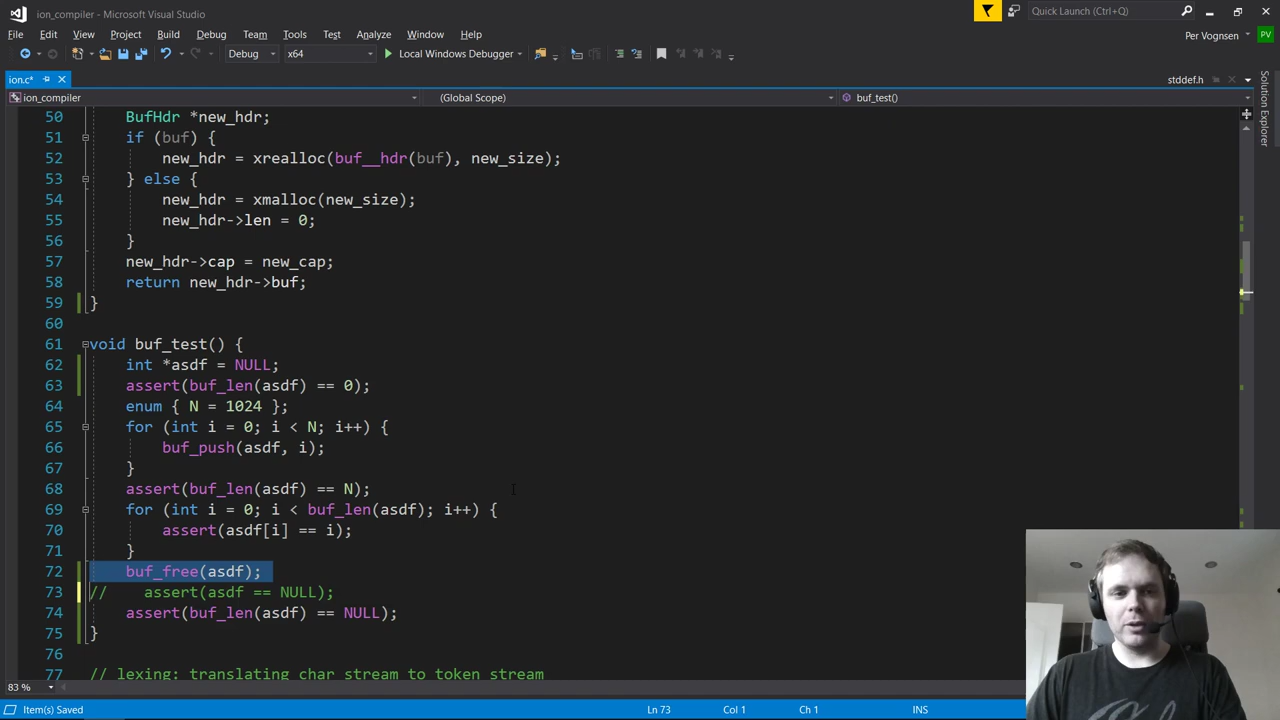 ion_compiler - Microsoft Visual Studio
Quick Launch (Ctrl+Q)
File Edit View Project Build Debug Team Tools Test Analyze Window Help
Per Vognsen PV
Debug x64 Local Windows Debugger
ion.c* stddef.h
ion_compiler (Global Scope) buf_test()
Solution Explorer
50 BufHdr *new_hdr;
51 if (buf) {
52 new_hdr = xrealloc(buf__hdr(buf), new_size);
53 } else {
54 new_hdr = xmalloc(new_size);
55 new_hdr->len = 0;
56 }
57 new_hdr->cap = new_cap;
58 return new_hdr->buf;
59 }
60
61 void buf_test() {
62 int *asdf = NULL;
63 assert(buf_len(asdf) == 0);
64 enum { N = 1024 };
65 for (int i = 0; i < N; i++) {
66 buf_push(asdf, i);
67 }
68 assert(buf_len(asdf) == N);
69 for (int i = 0; i < buf_len(asdf); i++) {
70 assert(asdf[i] == i);
71 }
72 buf_free(asdf);
73 // assert(asdf == NULL);
74 assert(buf_len(asdf) == NULL);
75 }
76
77 // lexing: translating char stream to token stream
83 %
Item(s) Saved Ln 73 Col 1 Ch 1 INS